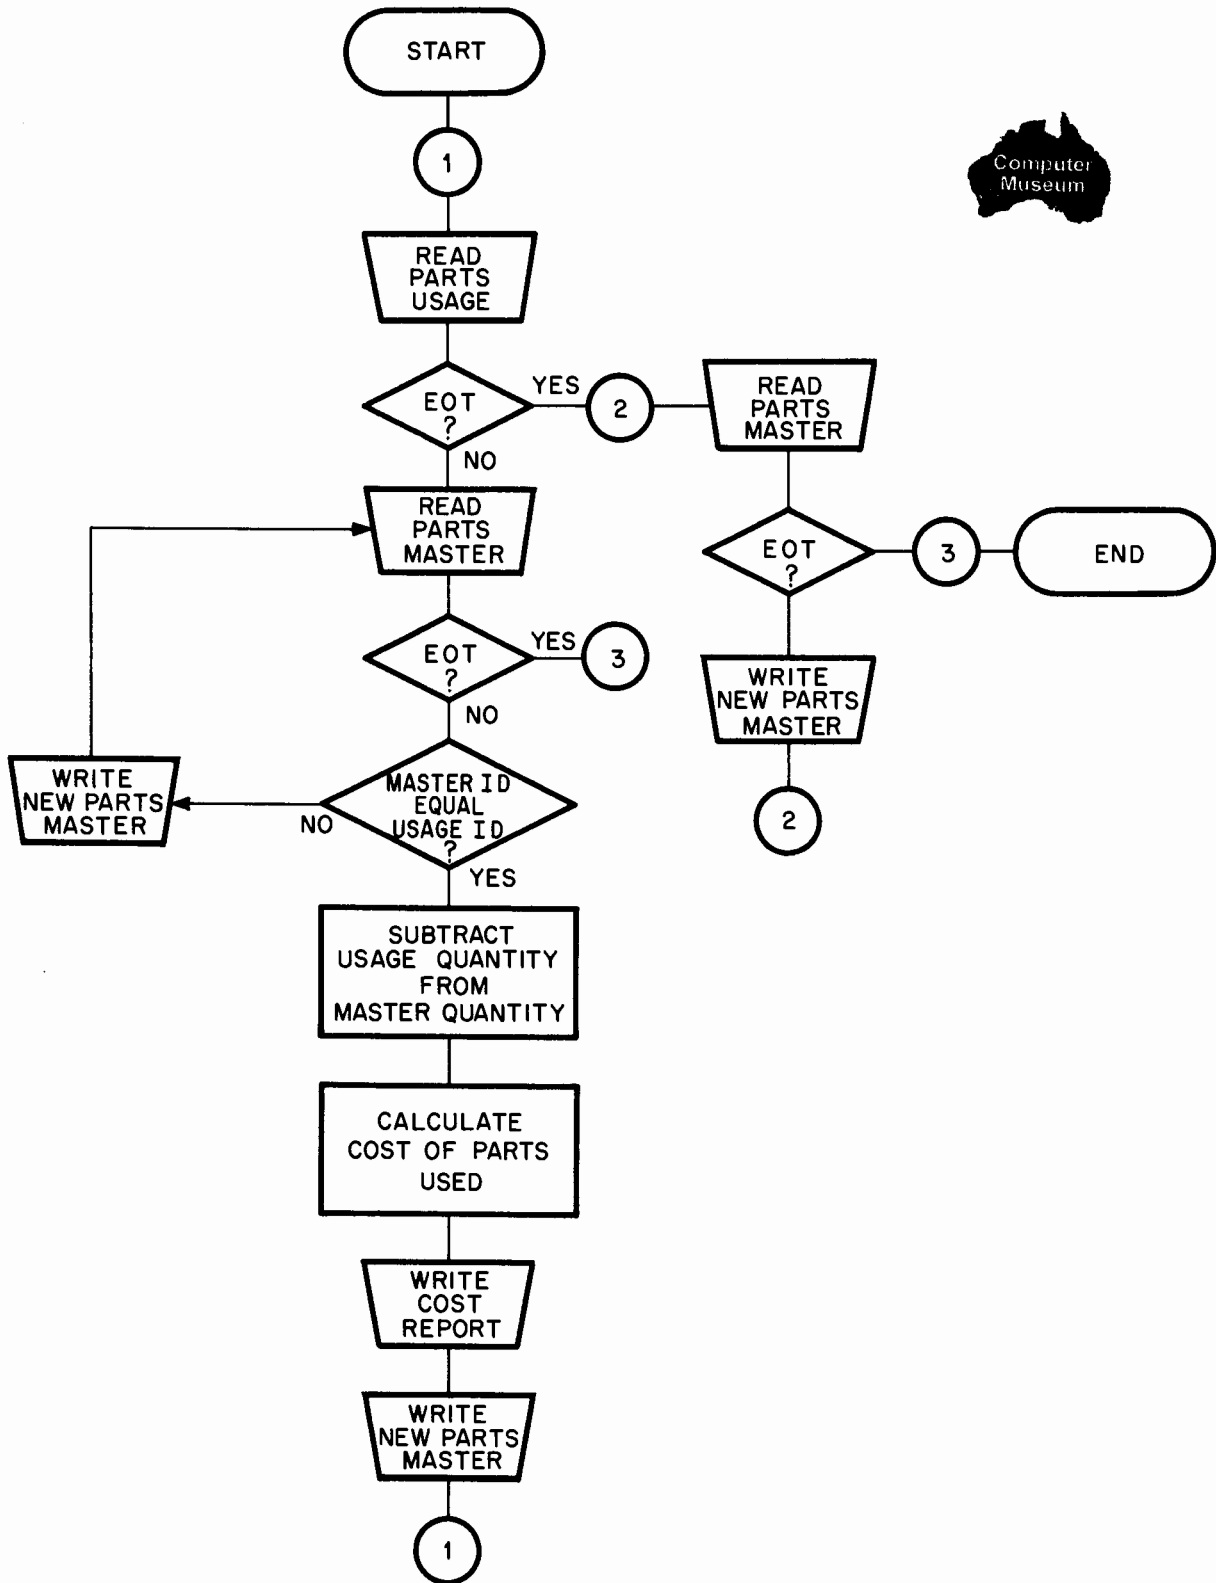 START
1
Computer
Museum
READ
PARTS
USAGE
EOT
?
YES
2
READ
PARTS
MASTER
NO
READ
PARTS
MASTER
EOT
?
3
END
EOT
?
YES
3
NO
WRITE
NEW PARTS
MASTER
MASTER ID
EQUAL
USAGE ID
?
NO
WRITE
NEW PARTS
MASTER
2
YES
SUBTRACT
USAGE QUANTITY
FROM
MASTER QUANTITY
CALCULATE
COST OF PARTS
USED
WRITE
COST
REPORT
WRITE
NEW PARTS
MASTER
1